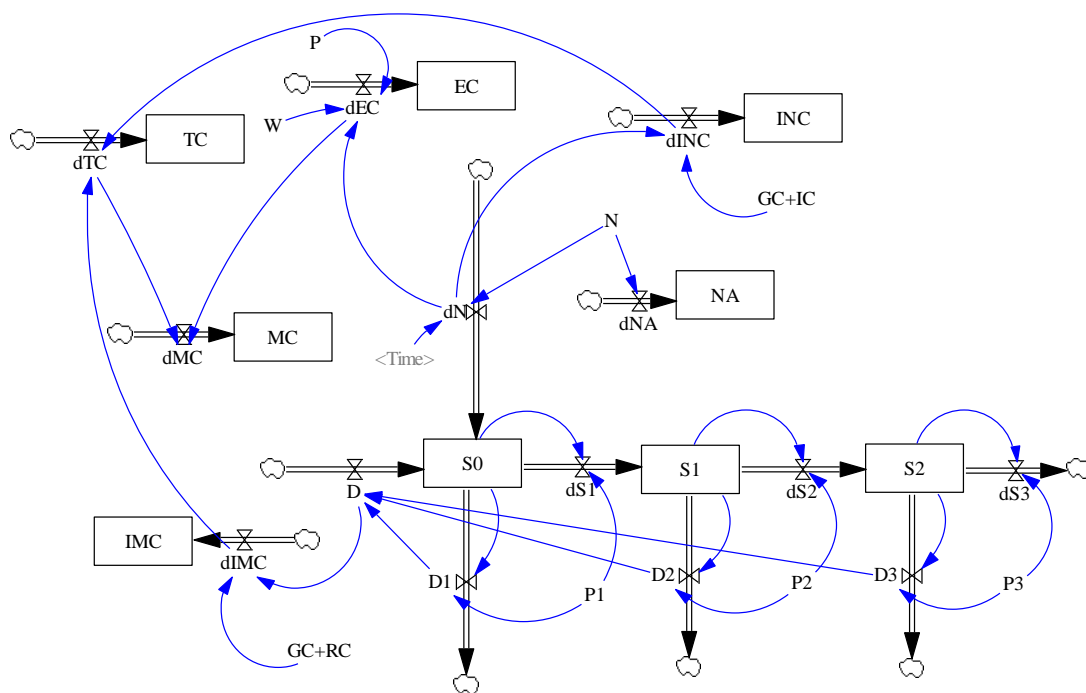 P
EC
dEC
W
INC
dINC
TC
dTC
GC+IC
N
NA
dNA
dN
<Time>
MC
dMC
S0
S1
S2
dS1
dS2
dS3
D
IMC
dIMC
D1
P1
D2
P2
D3
P3
GC+RC